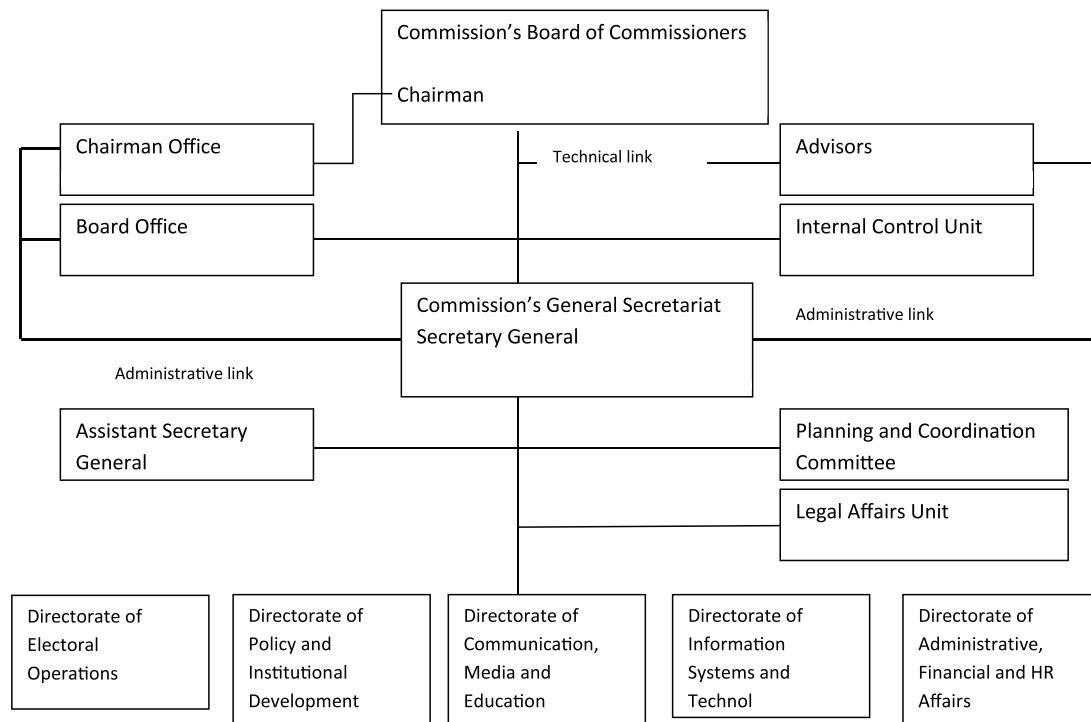 Commission’s Board of Commissioners
Chairman
Chairman Office
Technical link
Advisors
Board Office
Internal Control Unit
Commission’s General Secretariat
Secretary General
Administrative link
Administrative link
Assistant Secretary
General
Planning and Coordination
Committee
Legal Affairs Unit
Directorate of
Electoral
Operations
Directorate of
Policy and
Institutional
Development
Directorate of
Communication,
Media and
Education
Directorate of
Information
Systems and
Technol
Directorate of
Administrative,
Financial and HR
Affairs